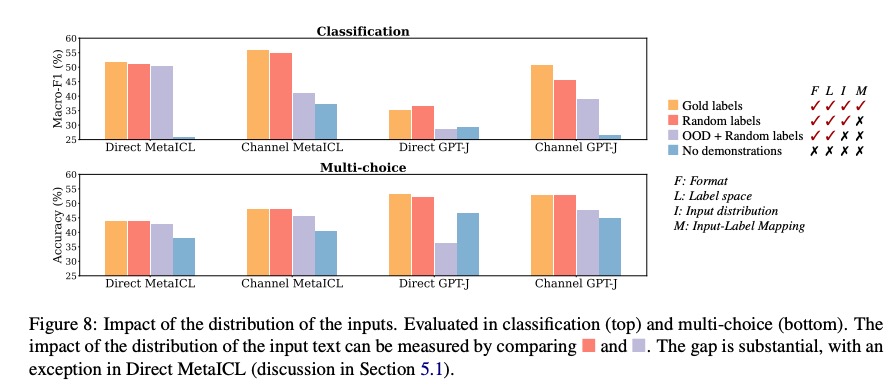 Classification
Macro-F1 (%)
60
55
50
45
40
35
30
25
Direct MetaICL Channel MetaICL Direct GPT-J Channel GPT-J
Multi-choice
Accuracy (%)
60
55
50
45
40
35
30
25
Direct MetaICL Channel MetaICL Direct GPT-J Channel GPT-J
F L I M
Gold labels ✓ ✓ ✓ ✓
Random labels ✓ ✓ ✓ ✗
OOD + Random labels ✓ ✓ ✗ ✗
No demonstrations ✗ ✗ ✗ ✗
F: Format
L: Label space
I: Input distribution
M: Input-Label Mapping
Figure 8: Impact of the distribution of the inputs. Evaluated in classification (top) and multi-choice (bottom). The
impact of the distribution of the input text can be measured by comparing ■ and ■. The gap is substantial, with an
exception in Direct MetaICL (discussion in Section 5.1).